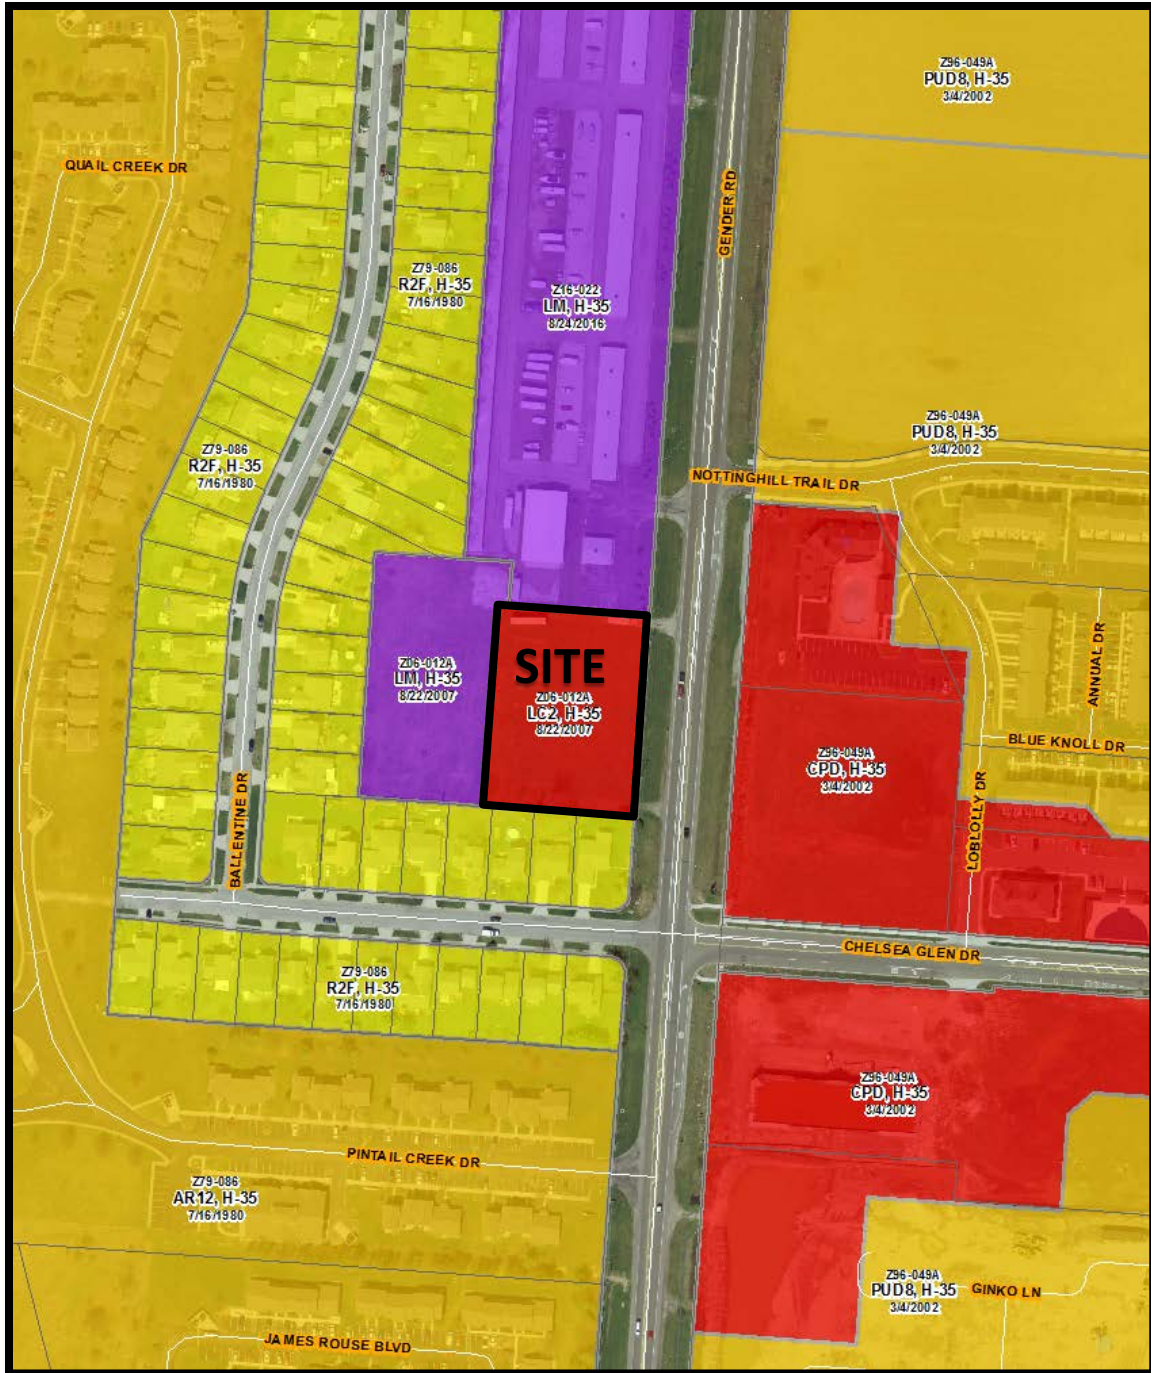 Z96-049A
PUD8, H-35
3/4/2002
QUAIL CREEK DR
GENDER RD
Z79-086
R2F, H-35
7/16/1980
Z16-022
LM, H-35
8/24/2016
Z96-049A
PUD8, H-35
3/4/2002
Z79-086
R2F, H-35
7/16/1980
NOTTINGHILL TRAIL DR
ANNUAL DR
SITE
Z06-012A
LM, H-35
8/22/2007
Z06-012A
LC2, H-35
8/22/2007
BLUE KNOLL DR
Z96-049A
CPD, H-35
3/4/2002
BALLENTINE DR
LOBLOLLY DR
CHELSEA GLEN DR
Z79-086
R2F, H-35
7/16/1980
Z96-049A
CPD, H-35
3/4/2002
PINTAIL CREEK DR
Z79-086
AR12, H-35
7/16/1980
Z96-049A
PUD8, H-35
3/4/2002
GINKO LN
JAMES ROUSE BLVD